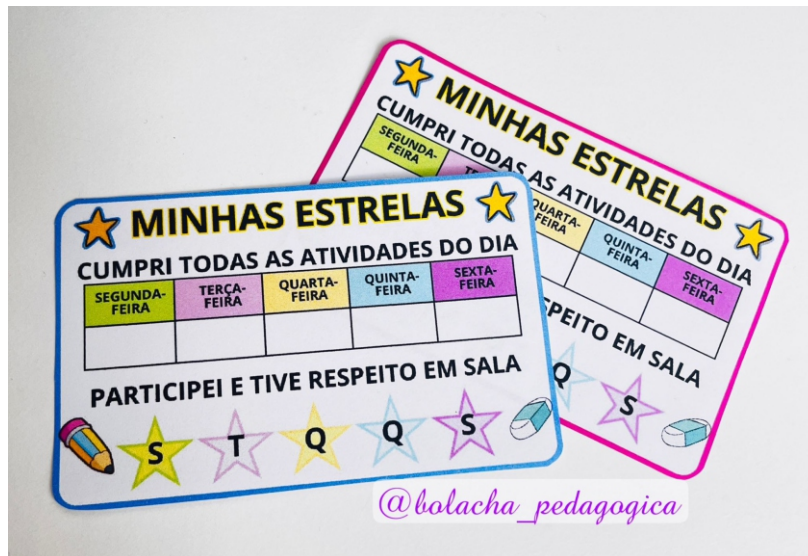 MINHAS ESTRELAS
CUMPRI TODAS AS ATIVIDADES DO DIA
SEGUNDA-
FEIRA
TERÇA-
FEIRA
QUARTA-
FEIRA
QUINTA-
FEIRA
SEXTA-
FEIRA
PARTICIPEI E TIVE RESPEITO EM SALA
S T Q Q S
MINHAS ESTRELAS
CUMPRI TODAS AS ATIVIDADES DO DIA
SEGUNDA-
FEIRA
QUARTA-
FEIRA
QUINTA-
FEIRA
SEXTA-
FEIRA
SPEITO EM SALA
Q S
@bolacha_pedagogica